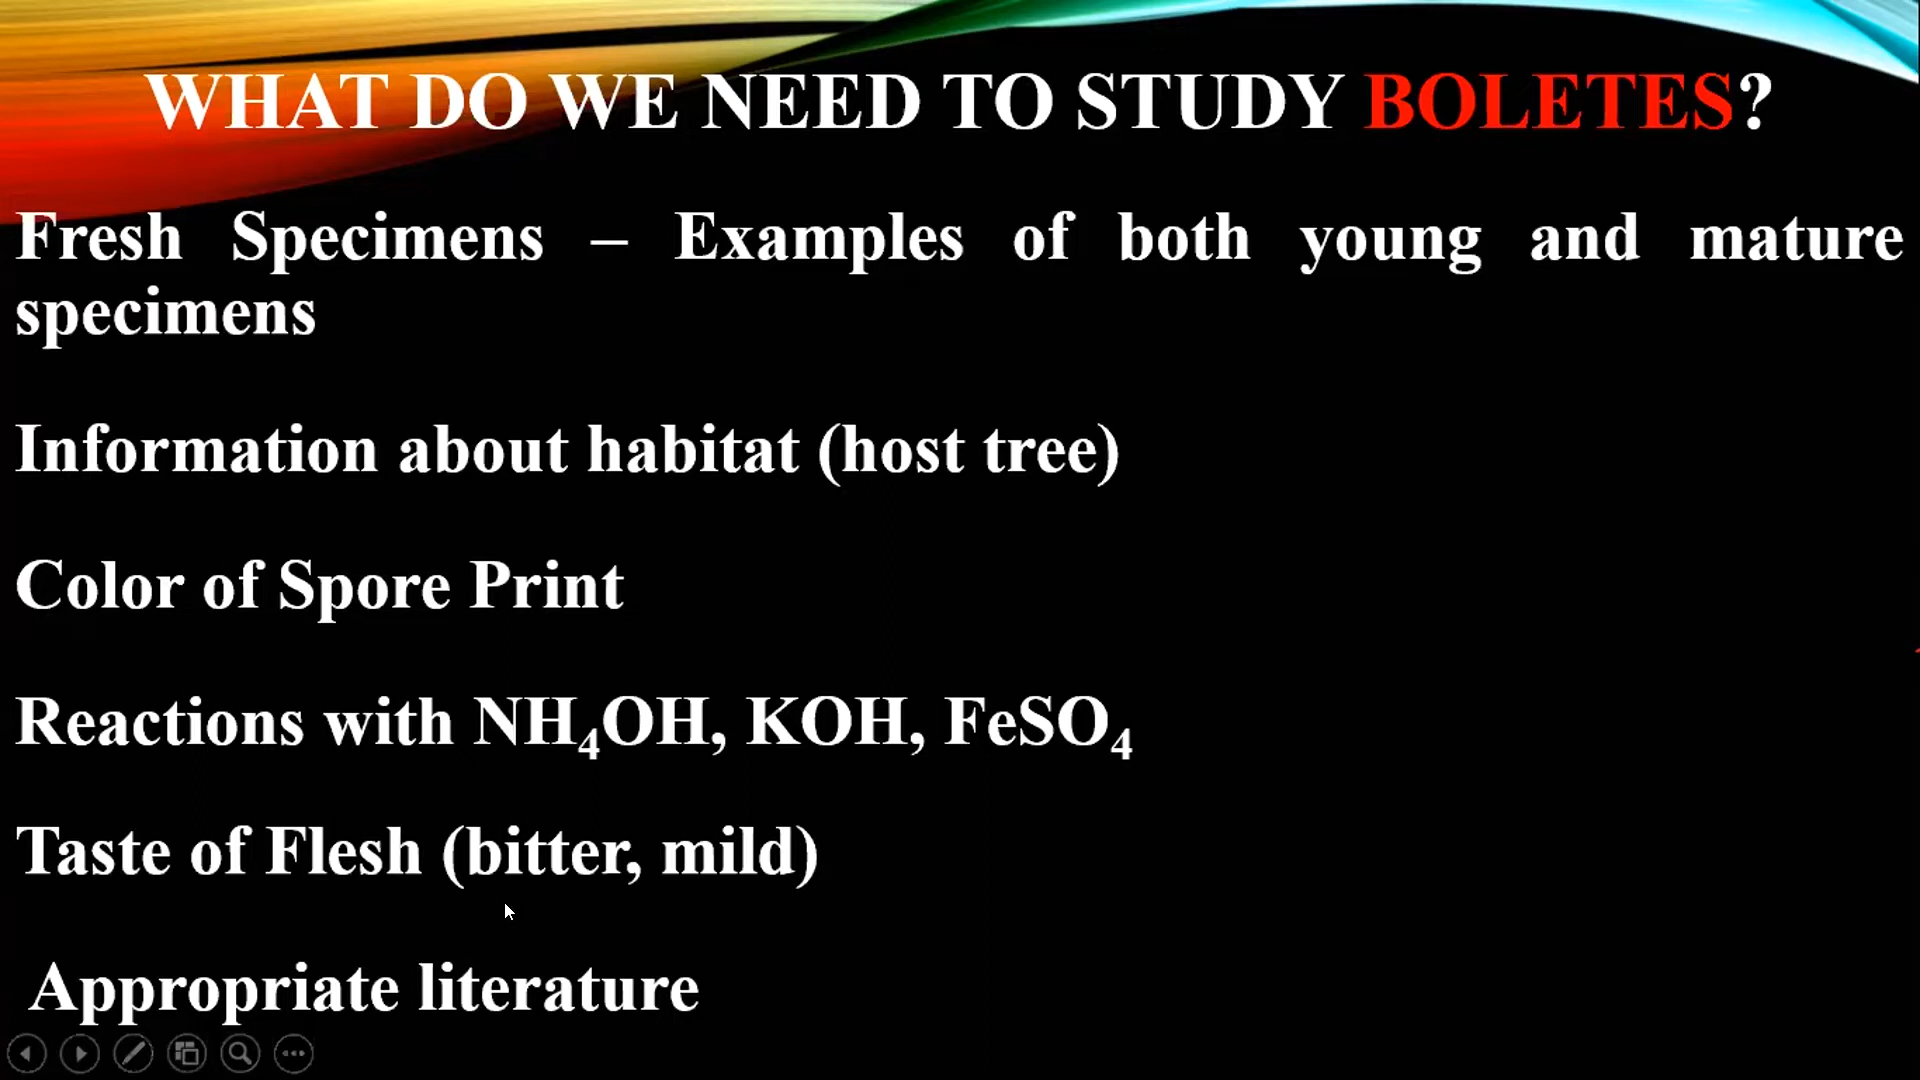 WHAT DO WE NEED TO STUDY BOLETES?
Fresh Specimens – Examples of both young and mature
specimens
Information about habitat (host tree)
Color of Spore Print
Reactions with NH₄OH, KOH, FeSO₄
Taste of Flesh (bitter, mild)
Appropriate literature